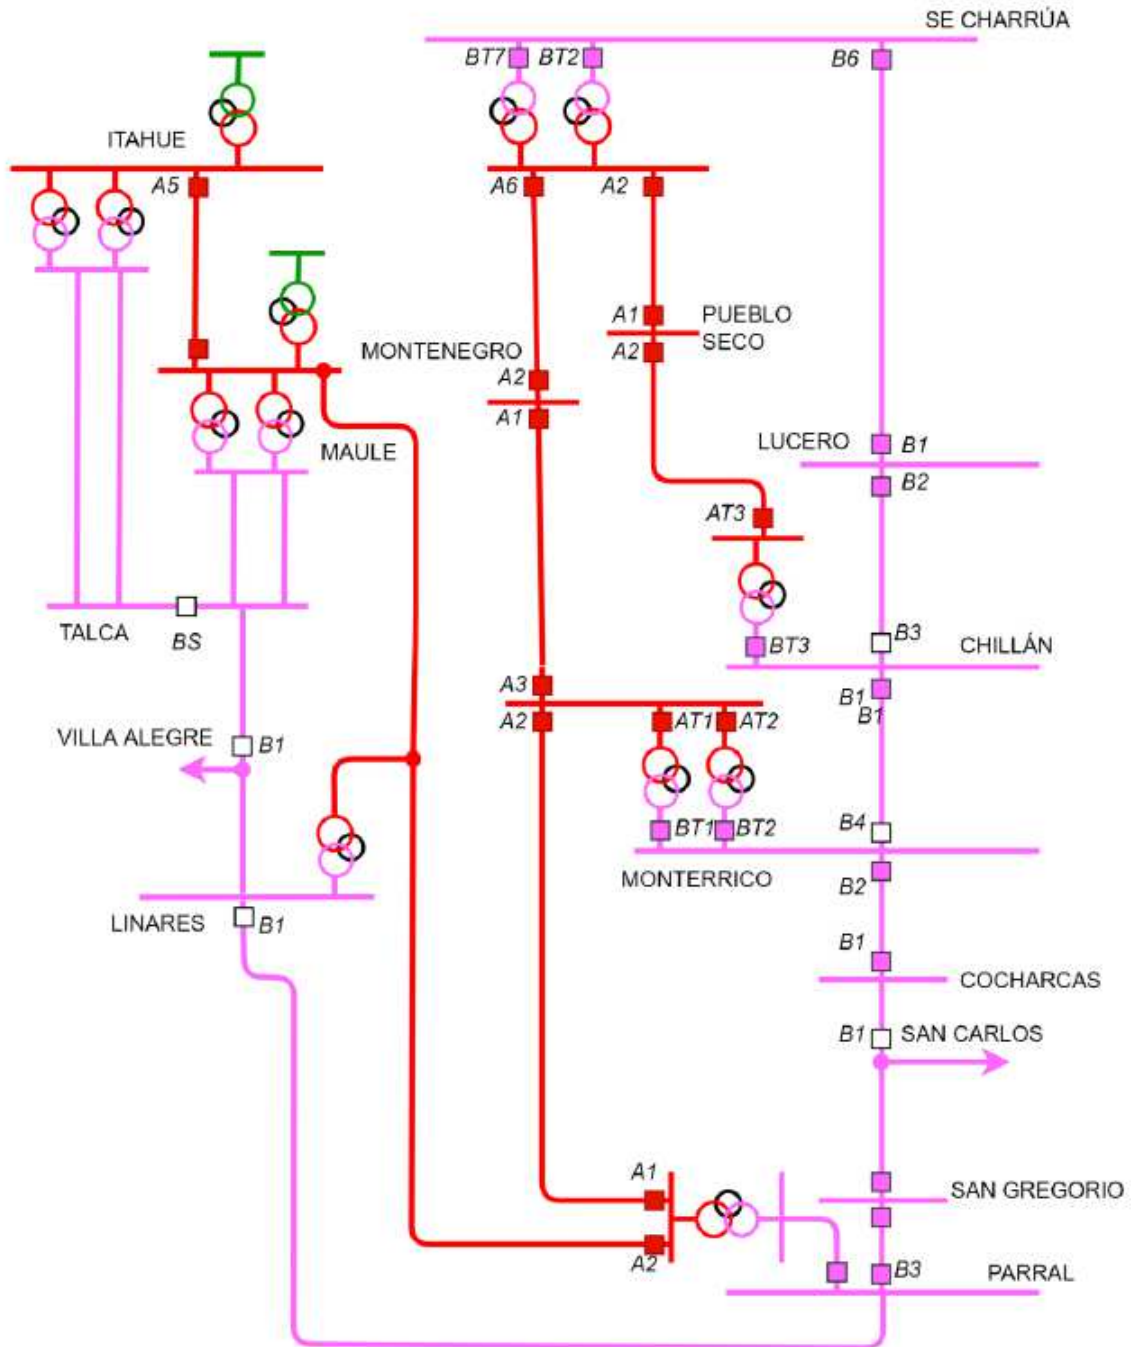 SE CHARRÚA
BT7
BT2
B6
ITAHUE
A5
A6
A2
A1
PUEBLO
SECO
MONTENEGRO
A2
A2
A1
MAULE
LUCERO
B1
B2
AT3
TALCA
BS
B3
BT3
CHILLÁN
A3
B1
B1
A2
AT1
AT2
VILLA ALEGRE
B1
BT1
BT2
B4
MONTERRICO
B2
LINARES
B1
B1
COCHARCAS
B1
SAN CARLOS
A1
SAN GREGORIO
A2
B3
PARRAL